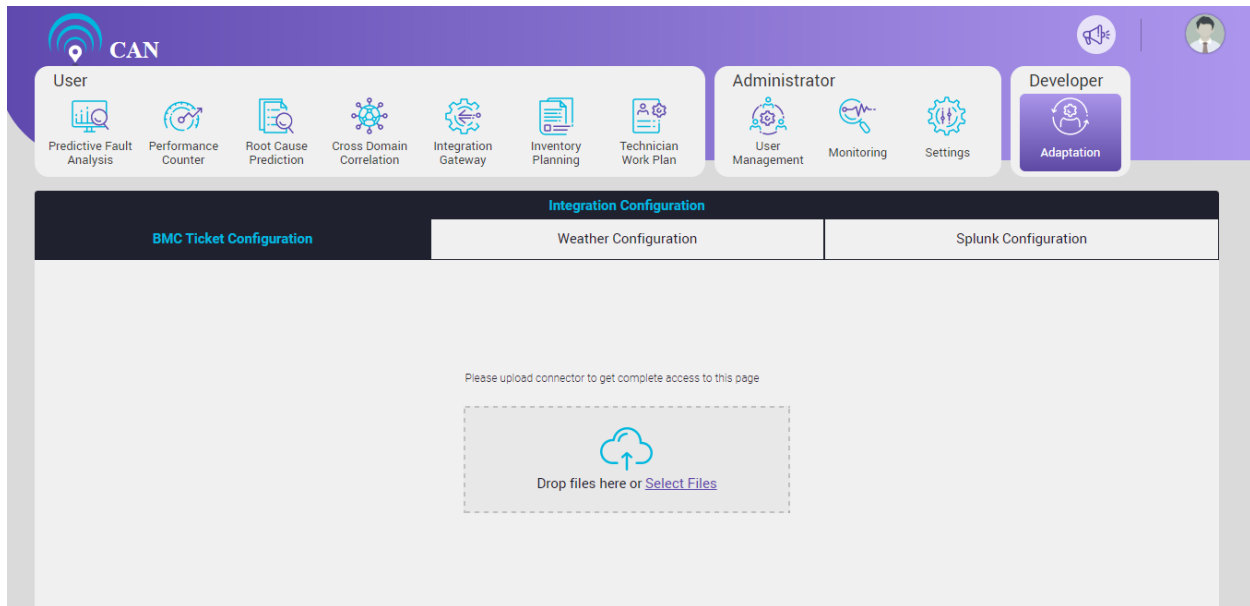 CAN
User
Administrator
Developer
Predictive Fault
Analysis
Performance
Counter
Root Cause
Prediction
Cross Domain
Correlation
Integration
Gateway
Inventory
Planning
Technician
Work Plan
User
Management
Monitoring
Settings
Adaptation
Integration Configuration
BMC Ticket Configuration
Weather Configuration
Splunk Configuration
Please upload connector to get complete access to this page
Drop files here or Select Files